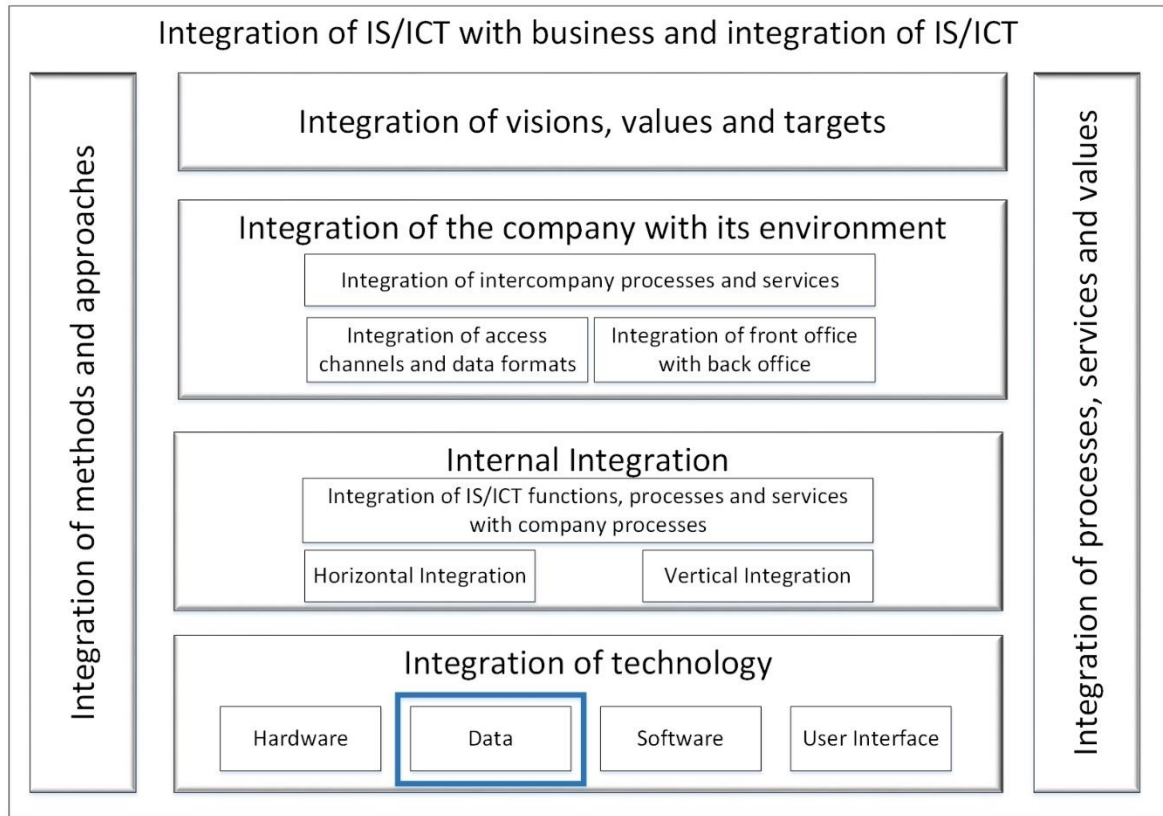 Integration of IS/ICT with business and integration of IS/ICT
Integration of methods and approaches
Integration of visions, values and targets
Integration of the company with its environment
Integration of intercompany processes and services
Integration of access
channels and data formats
Integration of front office
with back office
Internal Integration
Integration of IS/ICT functions, processes and services
with company processes
Horizontal Integration
Vertical Integration
Integration of technology
Hardware
Data
Software
User Interface
Integration of processes, services and values